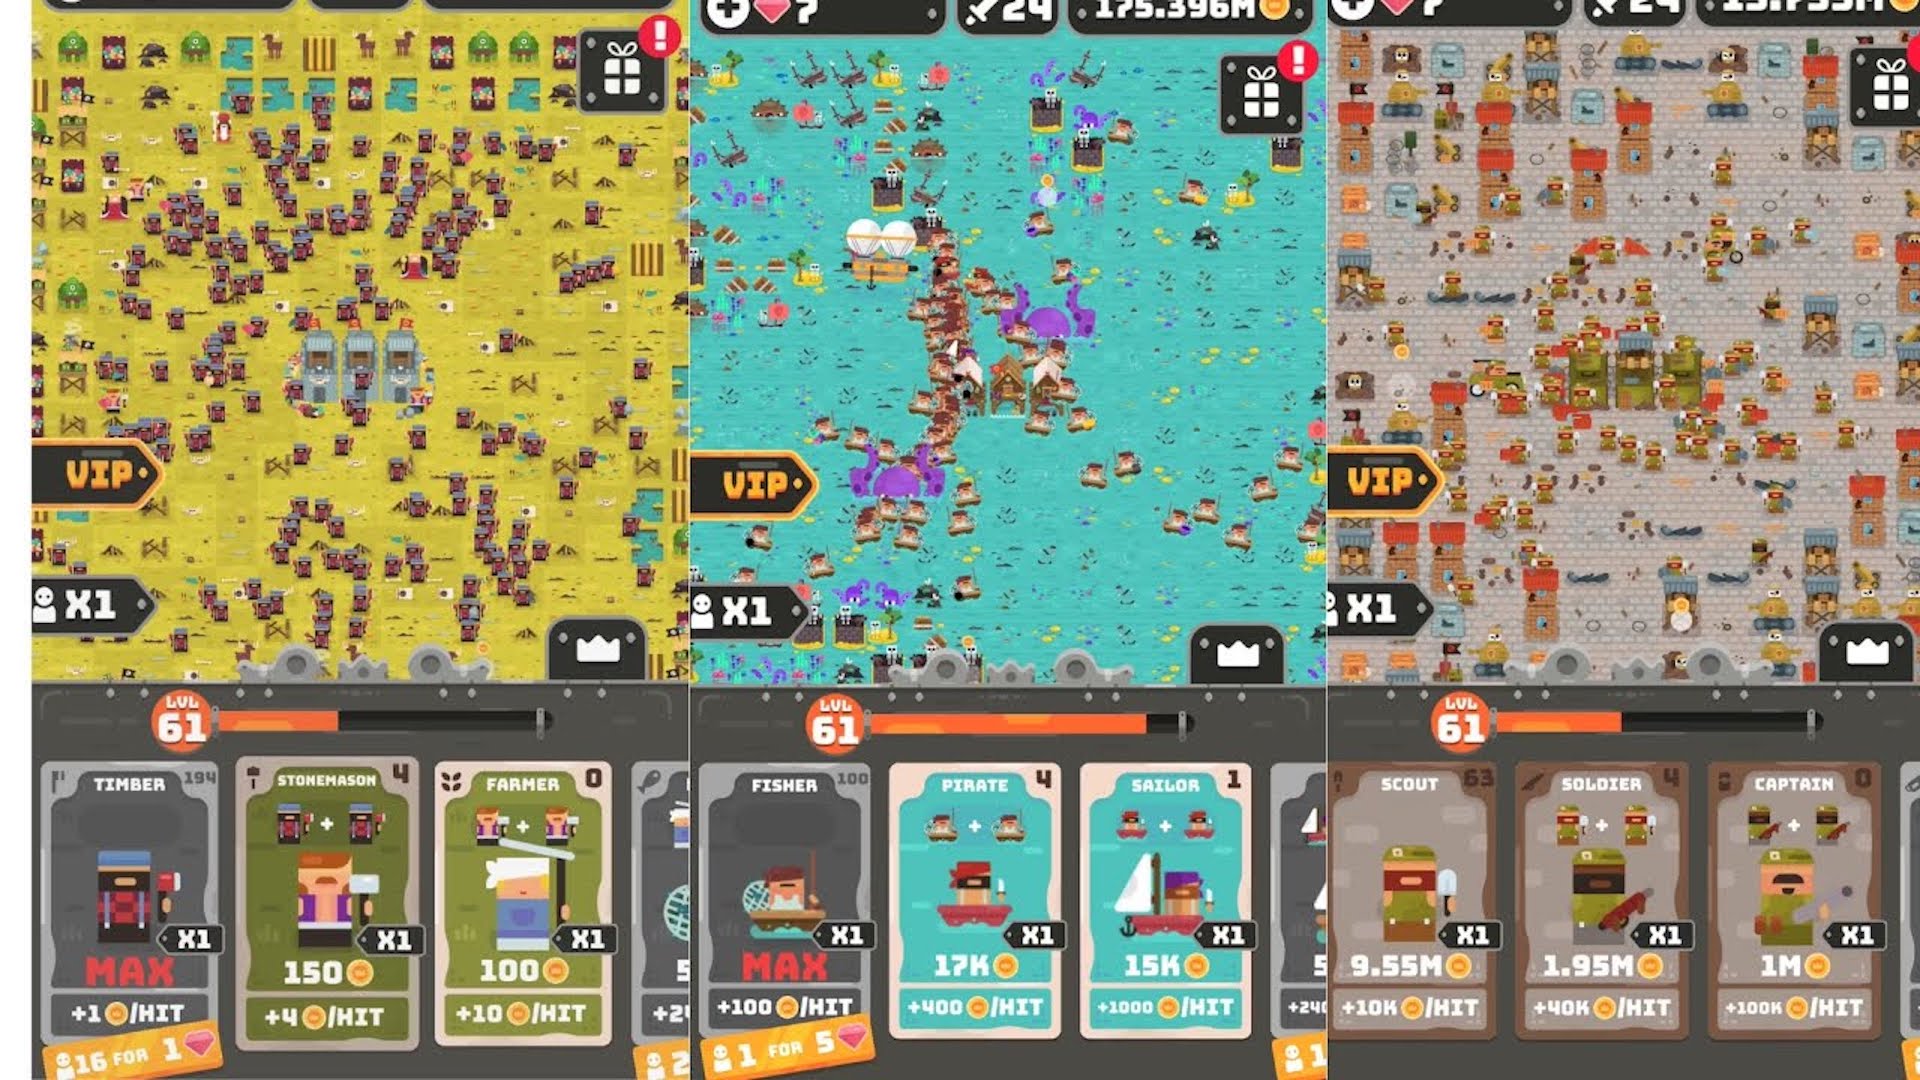 7
24
175.396M
!
!
VIP
X1
LVL
61
TIMBER 194
X1
MAX
+1 /HIT
16 FOR 1
STONEMASON 4
+
X1
150
+4 /HIT
FARMER 0
+
X1
100
+10 /HIT
VIP
X1
LVL
61
FISHER 100
X1
MAX
+100 /HIT
1 FOR 5
PIRATE 4
+
X1
17K
+400 /HIT
SAILOR 1
+
X1
15K
+1000 /HIT
VIP
X1
LVL
61
SCOUT 63
X1
9.55M
+10K /HIT
SOLDIER 4
+
X1
1.95M
+40K /HIT
CAPTAIN 0
+
X1
1M
+100K /HIT